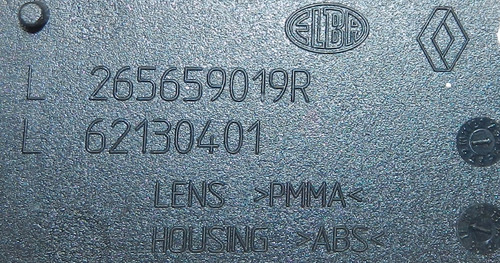 ELBA
L 265659019R
L 62130401
LENS >PMMA<
HOUSING >ABS<